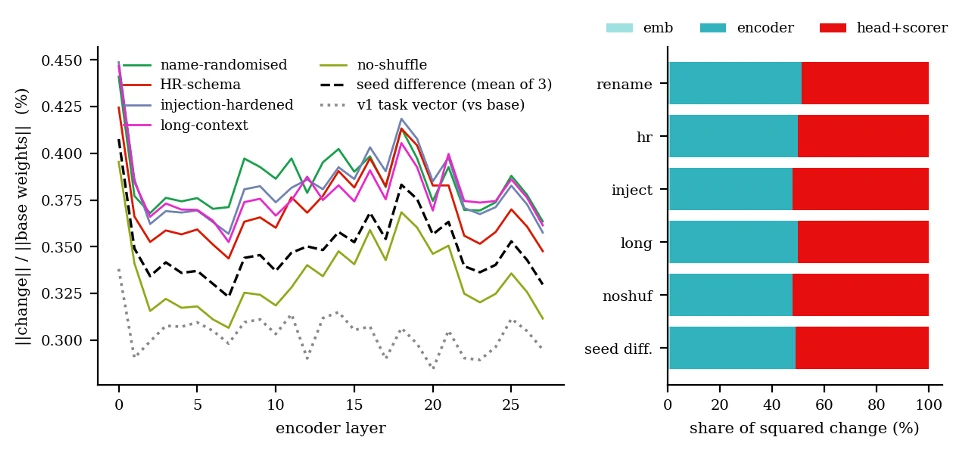 emb encoder head+scorer
||change|| / ||base weights|| (%)
0.450
0.425
0.400
0.375
0.350
0.325
0.300
name-randomised
HR-schema
injection-hardened
long-context
no-shuffle
seed difference (mean of 3)
v1 task vector (vs base)
0 5 10 15 20 25
encoder layer
rename
hr
inject
long
noshuf
seed diff.
0 20 40 60 80 100
share of squared change (%)